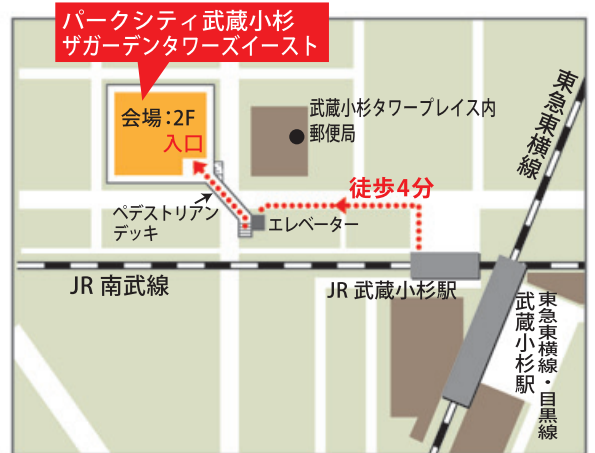 パークシティ武蔵小杉
ザガーデンタワーズイースト
会場:2F
入口
武蔵小杉タワープレイス内
郵便局
東急東横線
徒歩4分
ペデストリアン
デッキ
エレベーター
JR 南武線
JR 武蔵小杉駅
東急東横線・目黒線
武蔵小杉駅